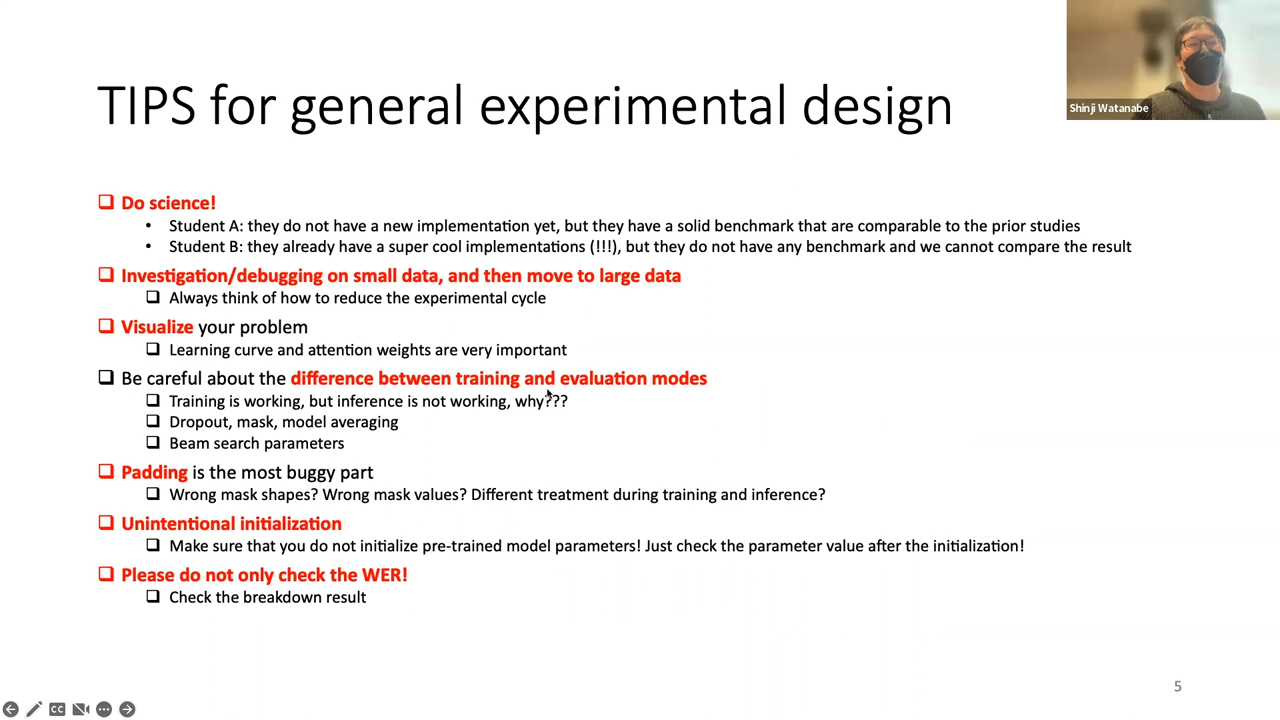 Shinji Watanabe
TIPS for general experimental design
Do science!
• Student A: they do not have a new implementation yet, but they have a solid benchmark that are comparable to the prior studies
• Student B: they already have a super cool implementations (!!!), but they do not have any benchmark and we cannot compare the result
Investigation/debugging on small data, and then move to large data
Always think of how to reduce the experimental cycle
Visualize your problem
Learning curve and attention weights are very important
Be careful about the difference between training and evaluation modes
Training is working, but inference is not working, why???
Dropout, mask, model averaging
Beam search parameters
Padding is the most buggy part
Wrong mask shapes? Wrong mask values? Different treatment during training and inference?
Unintentional initialization
Make sure that you do not initialize pre-trained model parameters! Just check the parameter value after the initialization!
Please do not only check the WER!
Check the breakdown result
5
CC